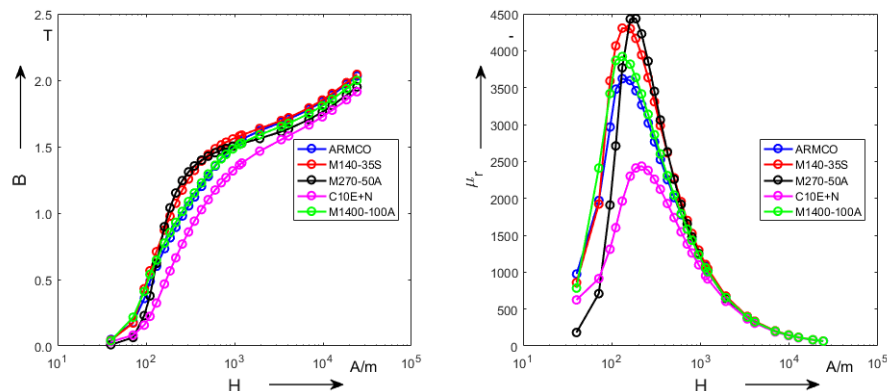 T
B
2.5
2.0
1.5
1.0
0.5
0.0
10^1
10^2
10^3
10^4
10^5
A/m
H
ARMCO
M140-35S
M270-50A
C10E+N
M1400-100A
-
μ_r
4500
4000
3500
3000
2500
2000
1500
1000
500
0
10^1
10^2
10^3
10^4
10^5
A/m
H
ARMCO
M140-35S
M270-50A
C10E+N
M1400-100A